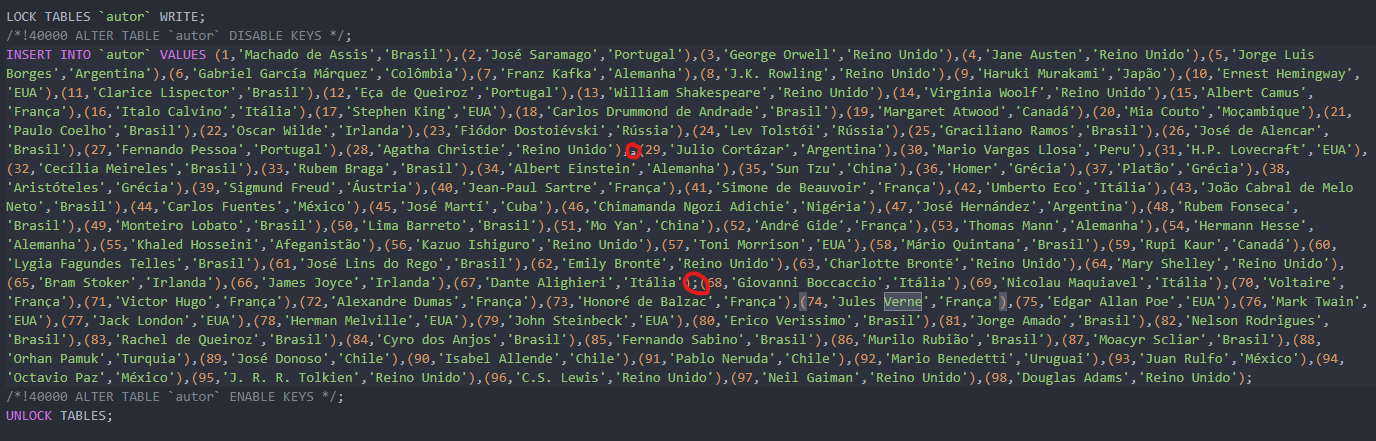 LOCK TABLES `autor` WRITE;
/*!40000 ALTER TABLE `autor` DISABLE KEYS */;
INSERT INTO `autor` VALUES (1,'Machado de Assis','Brasil'),(2,'José Saramago','Portugal'),(3,'George Orwell','Reino Unido'),(4,'Jane Austen','Reino Unido'),(5,'Jorge Luis
Borges','Argentina'),(6,'Gabriel García Márquez','Colômbia'),(7,'Franz Kafka','Alemanha'),(8,'J.K. Rowling','Reino Unido'),(9,'Haruki Murakami','Japão'),(10,'Ernest Hemingway',
'EUA'),(11,'Clarice Lispector','Brasil'),(12,'Eça de Queiroz','Portugal'),(13,'William Shakespeare','Reino Unido'),(14,'Virginia Woolf','Reino Unido'),(15,'Albert Camus',
'França'),(16,'Italo Calvino','Itália'),(17,'Stephen King','EUA'),(18,'Carlos Drummond de Andrade','Brasil'),(19,'Margaret Atwood','Canadá'),(20,'Mia Couto','Moçambique'),(21,
'Paulo Coelho','Brasil'),(22,'Oscar Wilde','Irlanda'),(23,'Fiódor Dostoiévski','Rússia'),(24,'Lev Tolstói','Rússia'),(25,'Graciliano Ramos','Brasil'),(26,'José de Alencar',
'Brasil'),(27,'Fernando Pessoa','Portugal'),(28,'Agatha Christie','Reino Unido'),(29,'Julio Cortázar','Argentina'),(30,'Mario Vargas Llosa','Peru'),(31,'H.P. Lovecraft','EUA'),
(32,'Cecília Meireles','Brasil'),(33,'Rubem Braga','Brasil'),(34,'Albert Einstein','Alemanha'),(35,'Sun Tzu','China'),(36,'Homer','Grécia'),(37,'Platão','Grécia'),(38,
'Aristóteles','Grécia'),(39,'Sigmund Freud','Áustria'),(40,'Jean-Paul Sartre','França'),(41,'Simone de Beauvoir','França'),(42,'Umberto Eco','Itália'),(43,'João Cabral de Melo
Neto','Brasil'),(44,'Carlos Fuentes','México'),(45,'José Martí','Cuba'),(46,'Chimamanda Ngozi Adichie','Nigéria'),(47,'José Hernández','Argentina'),(48,'Rubem Fonseca',
'Brasil'),(49,'Monteiro Lobato','Brasil'),(50,'Lima Barreto','Brasil'),(51,'Mo Yan','China'),(52,'André Gide','França'),(53,'Thomas Mann','Alemanha'),(54,'Hermann Hesse',
'Alemanha'),(55,'Khaled Hosseini','Afeganistão'),(56,'Kazuo Ishiguro','Reino Unido'),(57,'Toni Morrison','EUA'),(58,'Mário Quintana','Brasil'),(59,'Rupi Kaur','Canadá'),(60,
'Lygia Fagundes Telles','Brasil'),(61,'José Lins do Rego','Brasil'),(62,'Emily Brontë','Reino Unido'),(63,'Charlotte Brontë','Reino Unido'),(64,'Mary Shelley','Reino Unido'),
(65,'Bram Stoker','Irlanda'),(66,'James Joyce','Irlanda'),(67,'Dante Alighieri','Itália');(68,'Giovanni Boccaccio','Itália'),(69,'Nicolau Maquiavel','Itália'),(70,'Voltaire',
'França'),(71,'Victor Hugo','França'),(72,'Alexandre Dumas','França'),(73,'Honoré de Balzac','França'),(74,'Jules Verne','França'),(75,'Edgar Allan Poe','EUA'),(76,'Mark Twain',
'EUA'),(77,'Jack London','EUA'),(78,'Herman Melville','EUA'),(79,'John Steinbeck','EUA'),(80,'Erico Verissimo','Brasil'),(81,'Jorge Amado','Brasil'),(82,'Nelson Rodrigues',
'Brasil'),(83,'Rachel de Queiroz','Brasil'),(84,'Cyro dos Anjos','Brasil'),(85,'Fernando Sabino','Brasil'),(86,'Murilo Rubião','Brasil'),(87,'Moacyr Scliar','Brasil'),(88,
'Orhan Pamuk','Turquia'),(89,'José Donoso','Chile'),(90,'Isabel Allende','Chile'),(91,'Pablo Neruda','Chile'),(92,'Mario Benedetti','Uruguai'),(93,'Juan Rulfo','México'),(94,
'Octavio Paz','México'),(95,'J. R. R. Tolkien','Reino Unido'),(96,'C.S. Lewis','Reino Unido'),(97,'Neil Gaiman','Reino Unido'),(98,'Douglas Adams','Reino Unido');
/*!40000 ALTER TABLE `autor` ENABLE KEYS */;
UNLOCK TABLES;